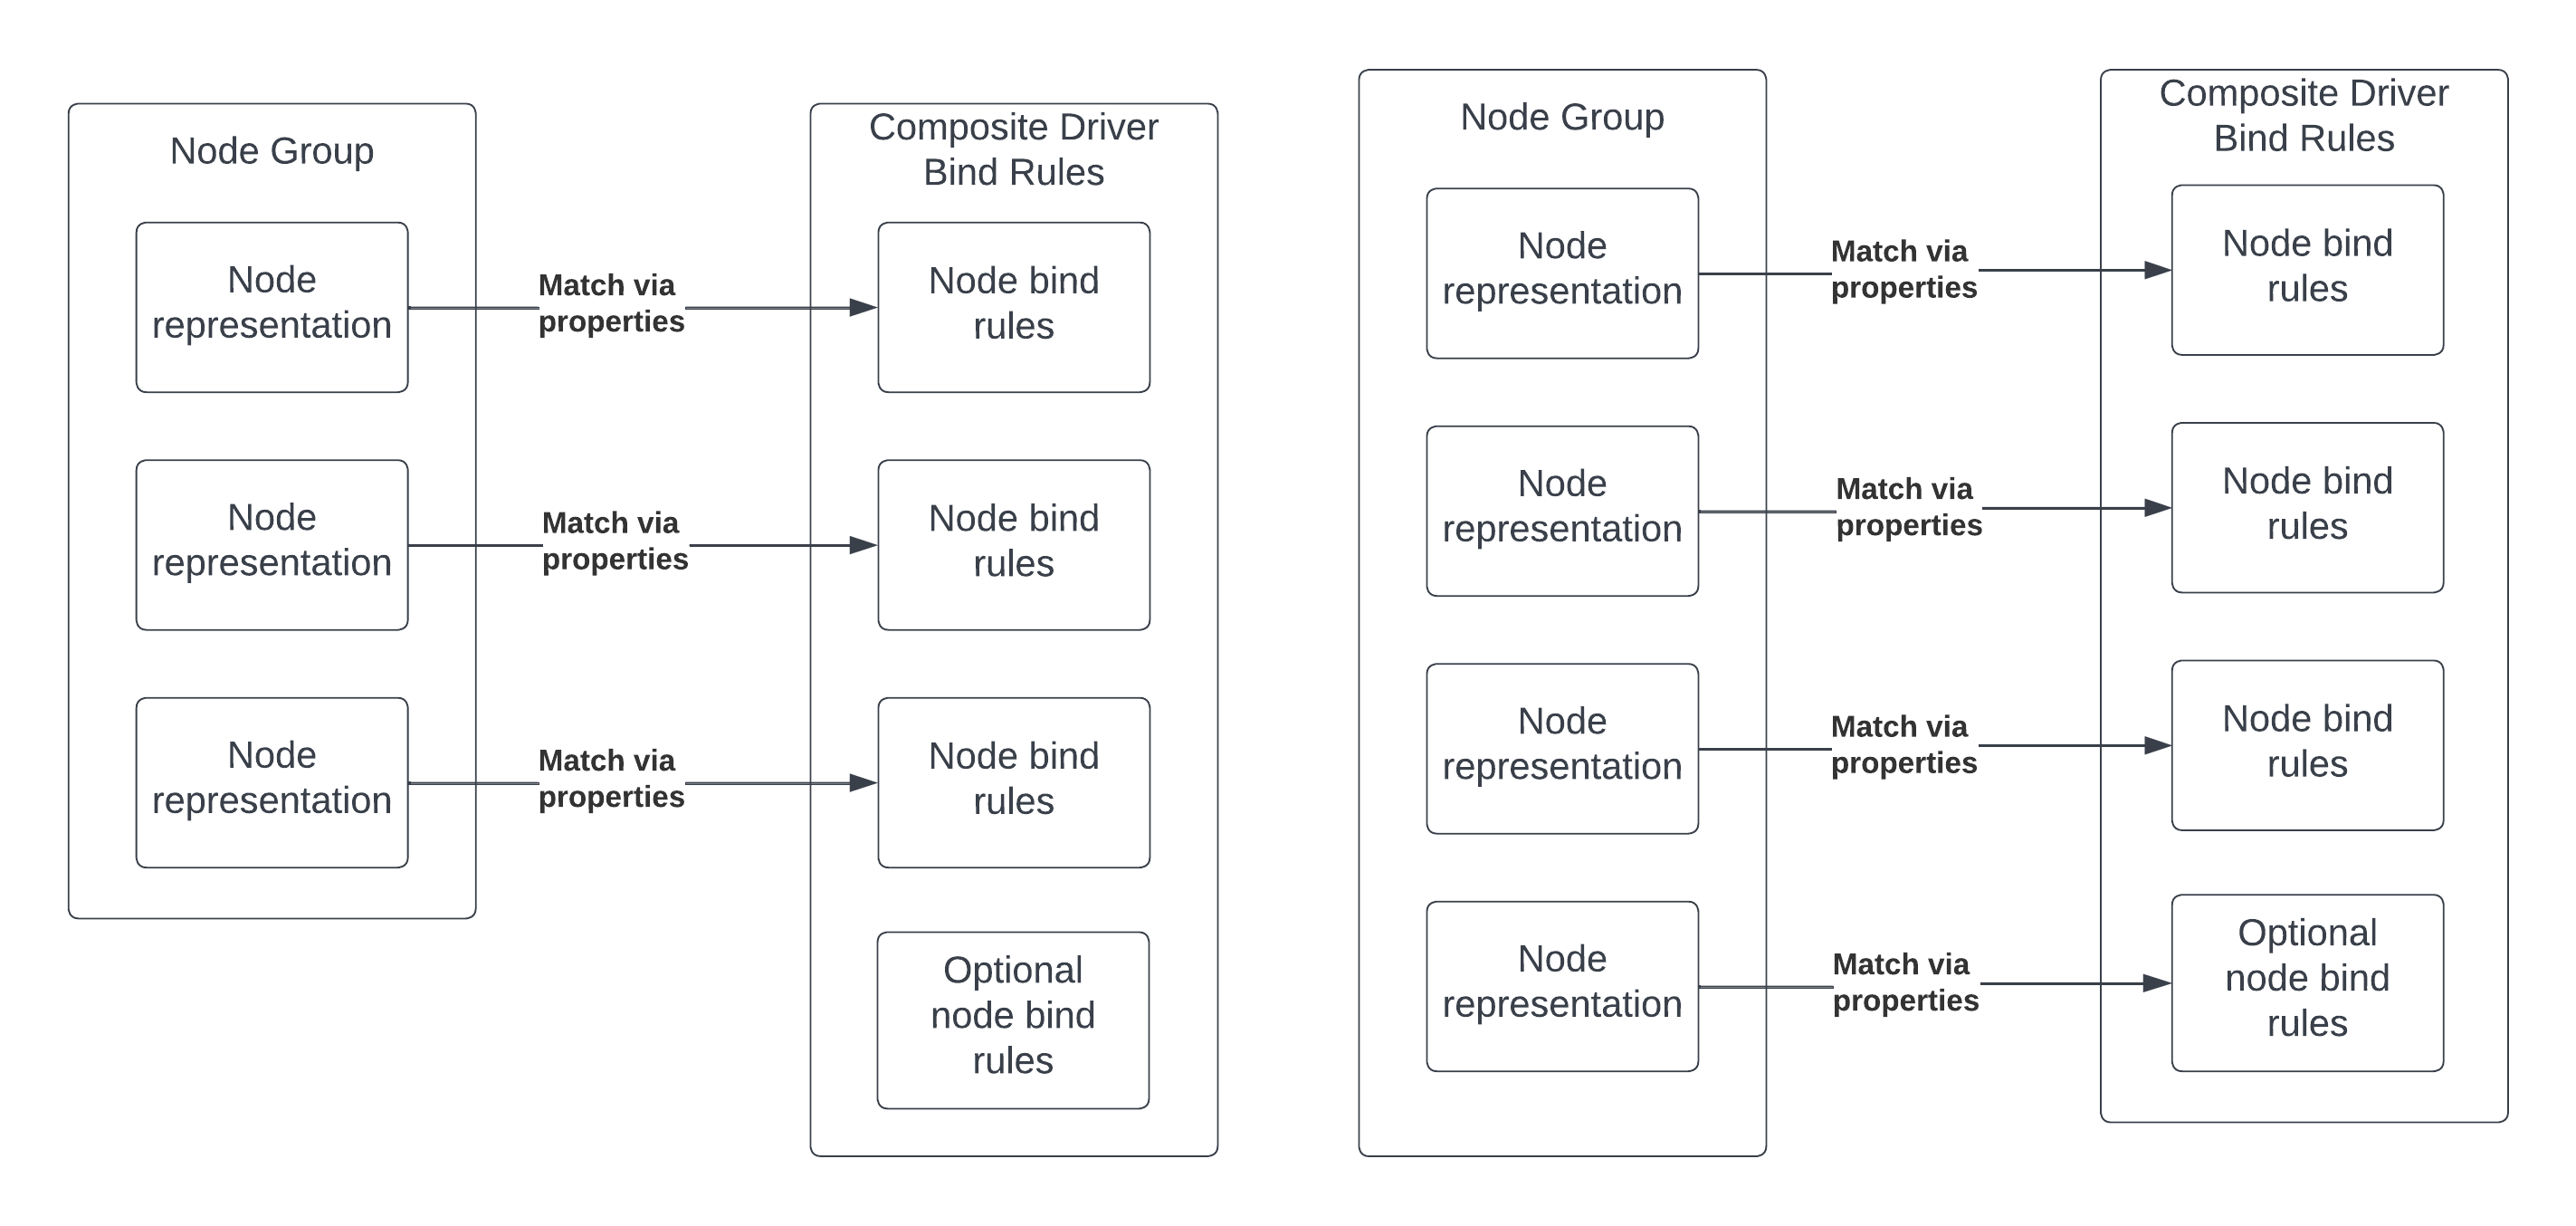 Node Group
Composite Driver
Bind Rules
Node
representation
Match via
properties
Node bind
rules
Node
representation
Match via
properties
Node bind
rules
Node
representation
Match via
properties
Node bind
rules
Optional
node bind
rules
Node Group
Composite Driver
Bind Rules
Node
representation
Match via
properties
Node bind
rules
Node
representation
Match via
properties
Node bind
rules
Node
representation
Match via
properties
Node bind
rules
Node
representation
Match via
properties
Optional
node bind
rules